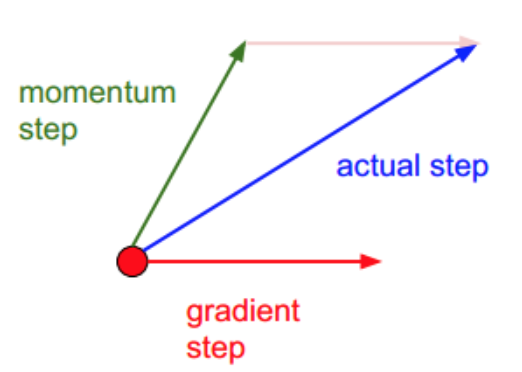 momentum
step
actual step
gradient
step